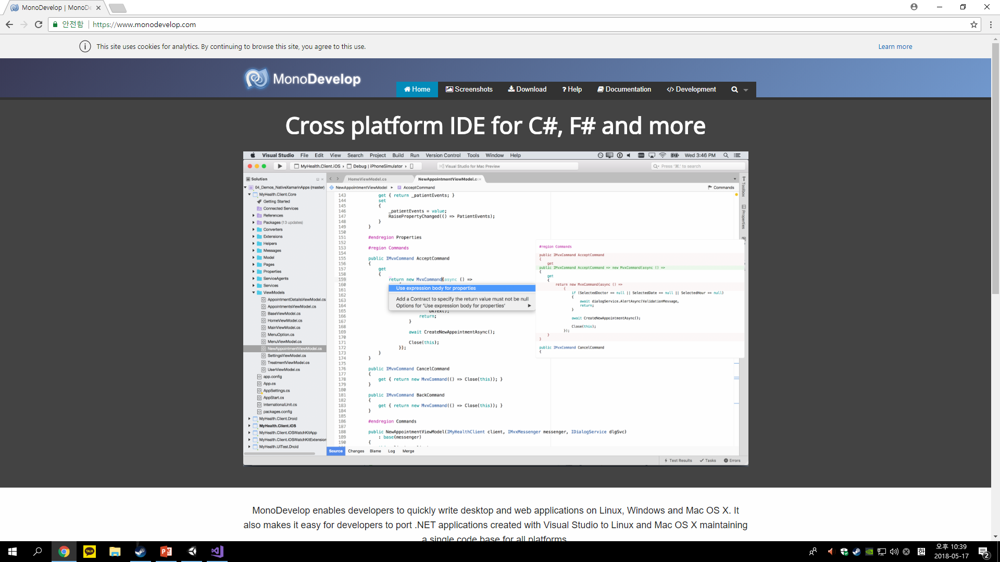 MonoDevelop | MonoDe
안전함 https://www.monodevelop.com
This site uses cookies for analytics. By continuing to browse this site, you agree to this use.
Learn more
MonoDevelop
Home Screenshots Download Help Documentation Development
Cross platform IDE for C#, F# and more
Visual Studio File Edit View Search Project Build Run Version Control Tools Window Help Wed 3:46 PM
MyHealth.Client.iOS Debug | iPhoneSimulator
Visual Studio for Mac Preview
Press '⌘.' to search
Solution
04_Demos_NativeXamarinApps (master)
MyHealth.Client.Core
Getting Started
Connected Services
References
Packages (13 updates)
Converters
Extensions
Helpers
Messages
Model
Pages
Properties
ServiceAgents
Services
ViewModels
AppointmentDetailsViewModel.cs
AppointmentsViewModel.cs
BaseViewModel.cs
HomeViewModel.cs
MainViewModel.cs
MenuOption.cs
MenuViewModel.cs
NewAppointmentViewModel.cs
SettingsViewModel.cs
TreatmentViewModel.cs
UserViewModel.cs
app.config
App.cs
AppSettings.cs
AppStart.cs
InternationalUnit.cs
packages.config
MyHealth.Client.Droid
MyHealth.Client.iOS
MyHealth.Client.iOSWatchKitApp
MyHealth.Client.iOSWatchKitExtension
MyHealth.UITest.Droid
HomeViewModel.cs
NewAppointmentViewModel.cs
NewAppointmentViewModel AcceptCommand
Commands
Toolbox
Properties
143 get { return _patientEvents; }
144 set
145 {
146 _patientEvents = value;
147 RaisePropertyChanged(() => PatientEvents);
148 }
149 }
150
151 #endregion Properties
152
153 #region Commands
154
155 public IMvxCommand AcceptCommand
156 {
157 get
158 {
159 return new MvxCommand(async () =>
160
161
162
163
164
165
166 return;
167 }
168
169 await CreateNewAppointmentAsync();
170
171 Close(this);
172 });
173 }
174 }
175
176 public IMvxCommand CancelCommand
177 {
178 get { return new MvxCommand(() => Close(this)); }
179 }
180
181 public IMvxCommand BackCommand
182 {
183 get { return new MvxCommand(() => Close(this)); }
184 }
185
186 #endregion Commands
187
188 public NewAppointmentViewModel(IMyHealthClient client, IMvxMessenger messenger, IDialogService dlgSvc)
189 : base(messenger)
190 {
Use expression body for properties
Add a Contract to specify the return value must not be null
Options for 'Use expression body for properties'
#region Commands
public IMvxCommand AcceptCommand
{
get
public IMvxCommand AcceptCommand => new MvxCommand(async () =>
{
get
{
return new MvxCommand(async () =>
{
if (SelectedDoctor == null || SelectedDate == null || SelectedHour == null)
{
await dialogService.AlertAsync(ValidationMessage,
return;
}
await CreateNewAppointmentAsync();
Close(this);
});
}
}
public IMvxCommand CancelCommand
{
Source Changes Blame Log Merge
Test Results Tasks Errors
MonoDevelop enables developers to quickly write desktop and web applications on Linux, Windows and Mac OS X. It
also makes it easy for developers to port .NET applications created with Visual Studio to Linux and Mac OS X maintaining
a single code base for all platforms.
TALK
한
오후 10:39
2018-05-17
2